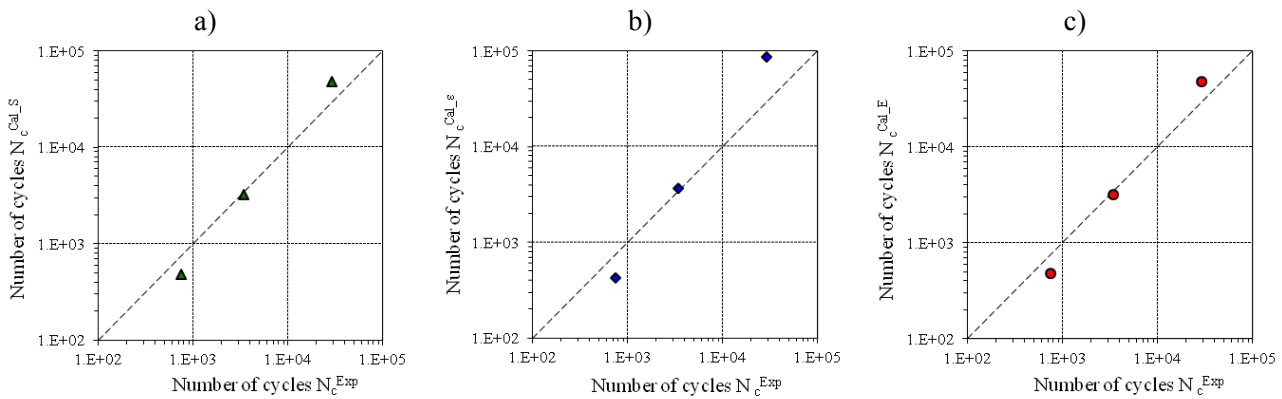 a)
1.E+05
1.E+04
1.E+03
1.E+02
Number of cycles N_c^Cal_S
1.E+02 1.E+03 1.E+04 1.E+05
Number of cycles N_c^Exp
b)
1.E+05
1.E+04
1.E+03
1.E+02
Number of cycles N_c^Cal_ε
1.E+02 1.E+03 1.E+04 1.E+05
Number of cycles N_c^Exp
c)
1.E+05
1.E+04
1.E+03
1.E+02
Number of cycles N_c^Cal_E
1.E+02 1.E+03 1.E+04 1.E+05
Number of cycles N_c^Exp